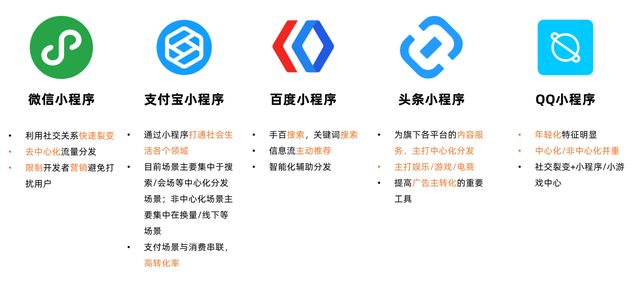 微信小程序
利用社交关系快速裂变
去中心化流量分发
限制开发者营销避免打
扰用户
支付宝小程序
通过小程序打通社会生
活各个领域
目前场景主要集中于搜
索/会场等中心化分发
场景；非中心化场景主
要集中在换量/线下等
场景
支付场景与消费串联，
高转化率
百度小程序
手百搜索，关键词搜索
信息流主动推荐
智能化辅助分发
头条小程序
为旗下各平台的内容服
务，主打中心化分发
主打娱乐/游戏/电商
提高广告主转化的重要
工具
QQ小程序
年轻化特征明显
中心化/非中心化并重
社交裂变+小程序/小游
戏中心